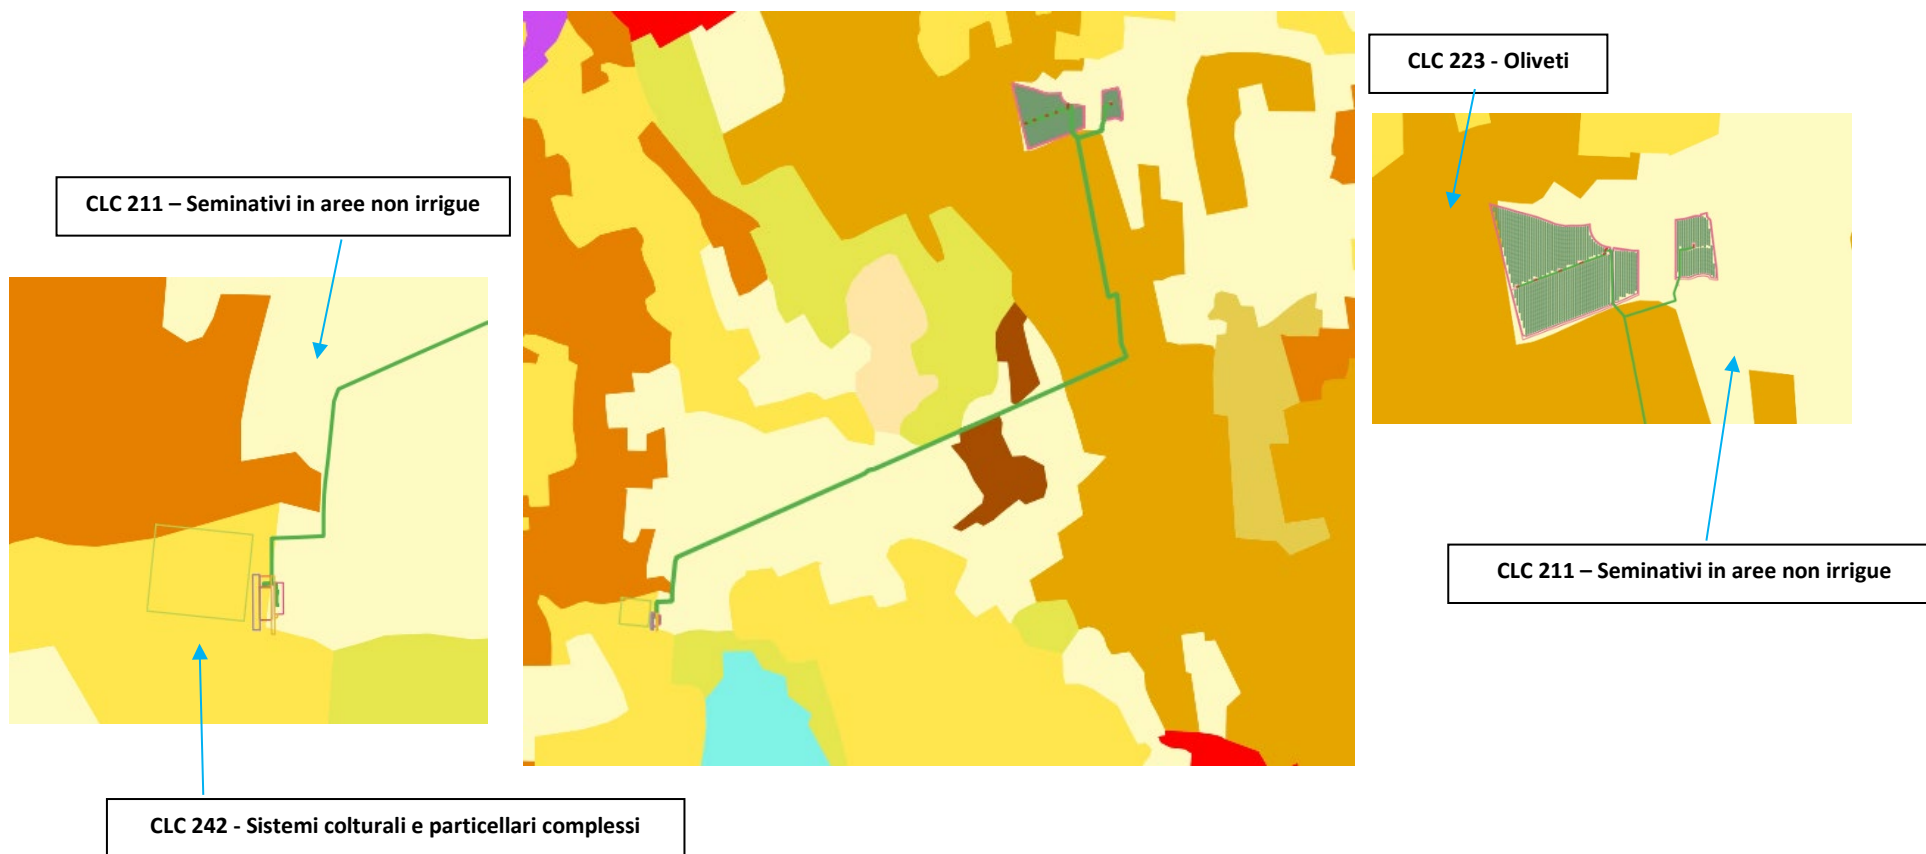 CLC 223 - Oliveti
CLC 211 – Seminativi in aree non irrigue
CLC 211 – Seminativi in aree non irrigue
CLC 242 - Sistemi colturali e particellari complessi